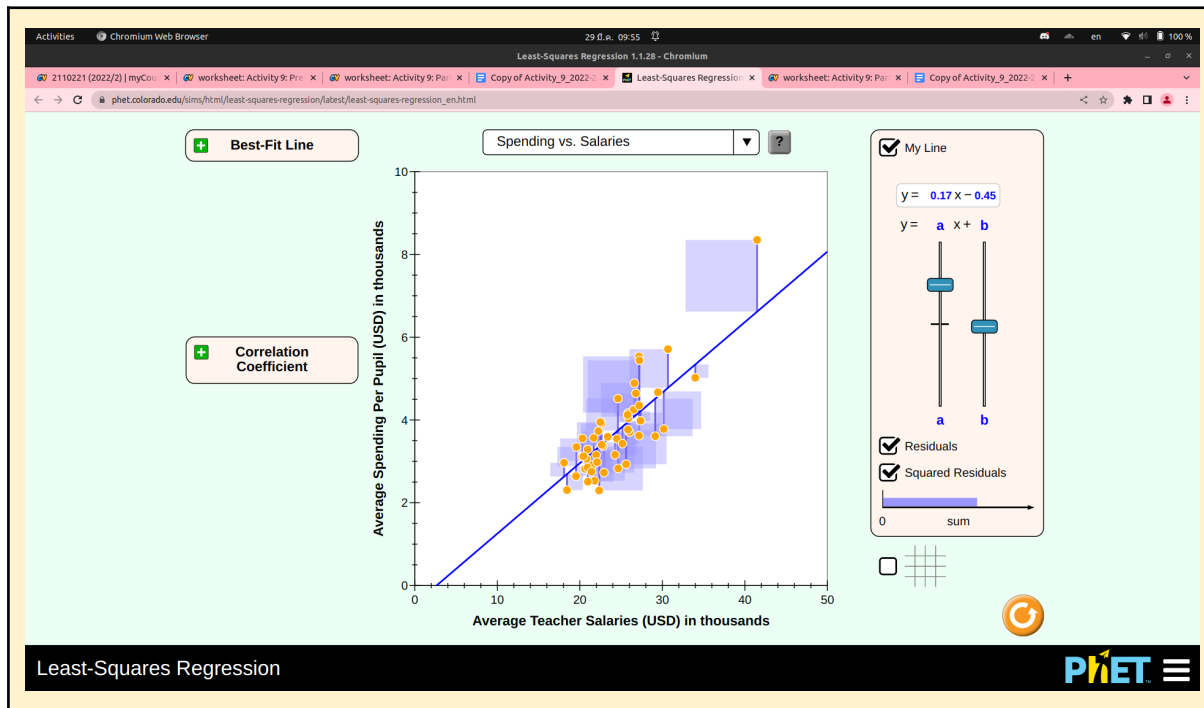 Activities Chromium Web Browser 29 มี.ค. 09:55 en 100 %
Least-Squares Regression 1.1.28 - Chromium
2110221 (2022/2) | myCou × worksheet: Activity 9: Pre- × worksheet: Activity 9: Par × Copy of Activity_9_2022-2 × Least-Squares Regression × worksheet: Activity 9: Par × Copy of Activity_9_2022-2 × +
phet.colorado.edu/sims/html/least-squares-regression/latest/least-squares-regression_en.html
Best-Fit Line
Spending vs. Salaries
?
My Line
y = 0.17 x − 0.45
y = a x + b
a b
Residuals
Squared Residuals
0 sum
Correlation
Coefficient
10
8
6
4
2
0
Average Spending Per Pupil (USD) in thousands
0 10 20 30 40 50
Average Teacher Salaries (USD) in thousands
Least-Squares Regression
PhET